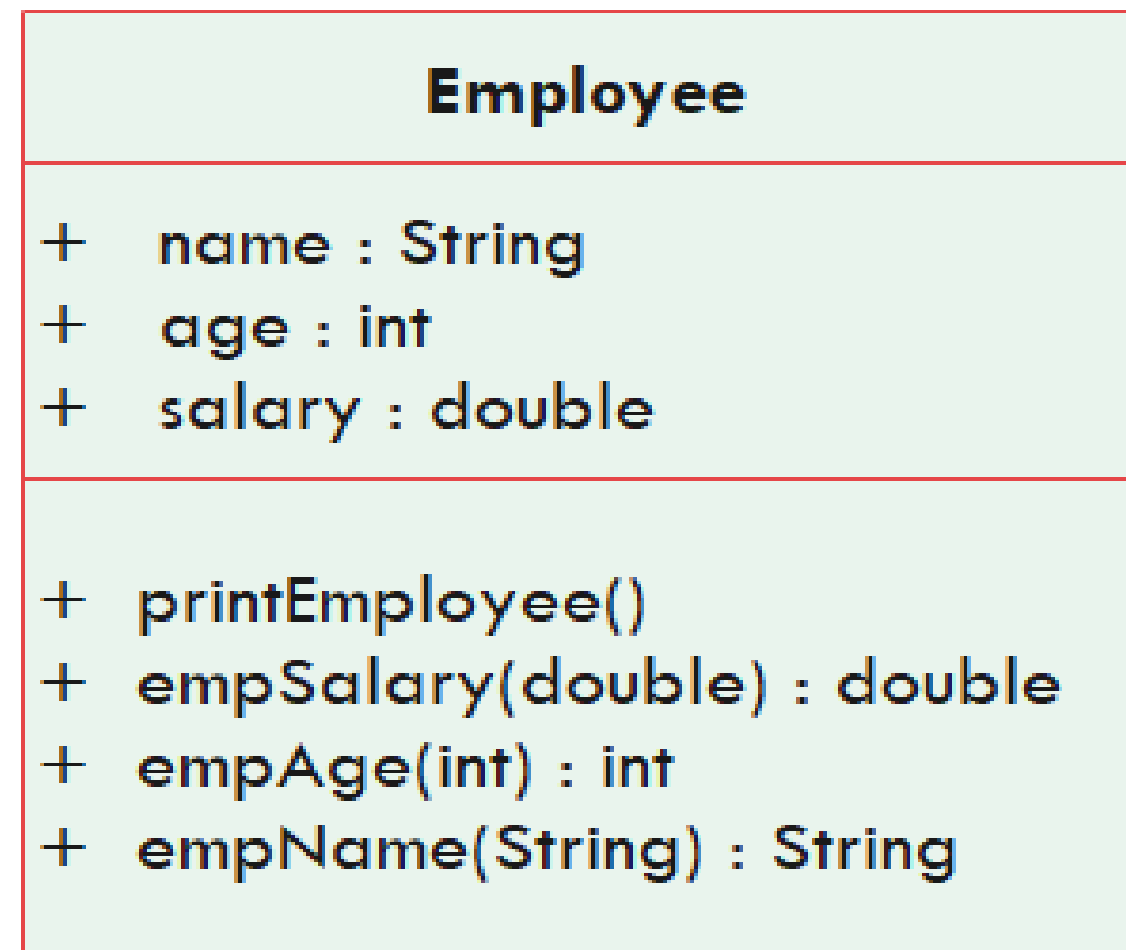 Employee
+ name : String
+ age : int
+ salary : double
+ printEmployee()
+ empSalary(double) : double
+ empAge(int) : int
+ empName(String) : String